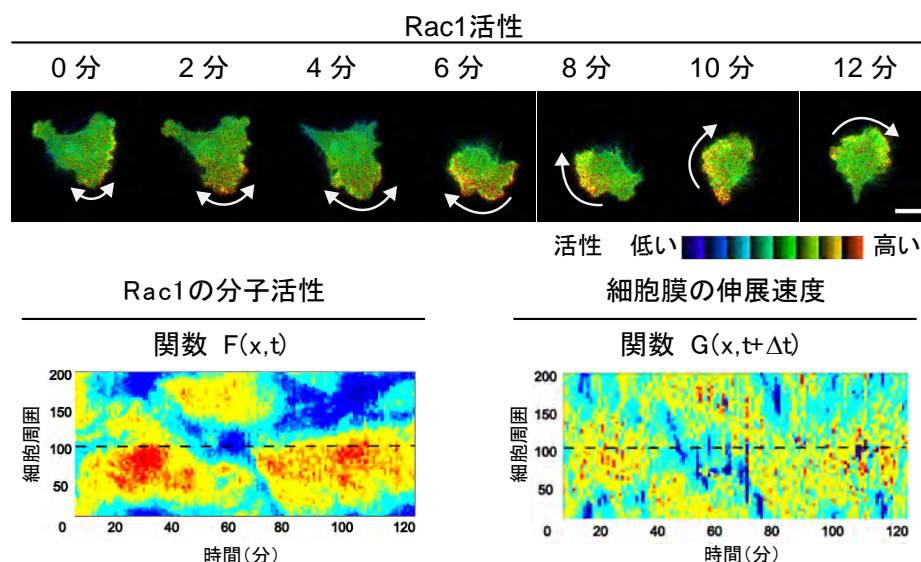 Rac1活性
0 分 2 分 4 分 6 分 8 分 10 分 12 分
活性 低い 高い
Rac1の分子活性
関数 F(x,t)
細胞周囲
200
150
100
50
0 20 40 60 80 100 120
時間(分)
細胞膜の伸展速度
関数 G(x,t+Δt)
細胞周囲
200
150
100
50
0 20 40 60 80 100 120
時間(分)